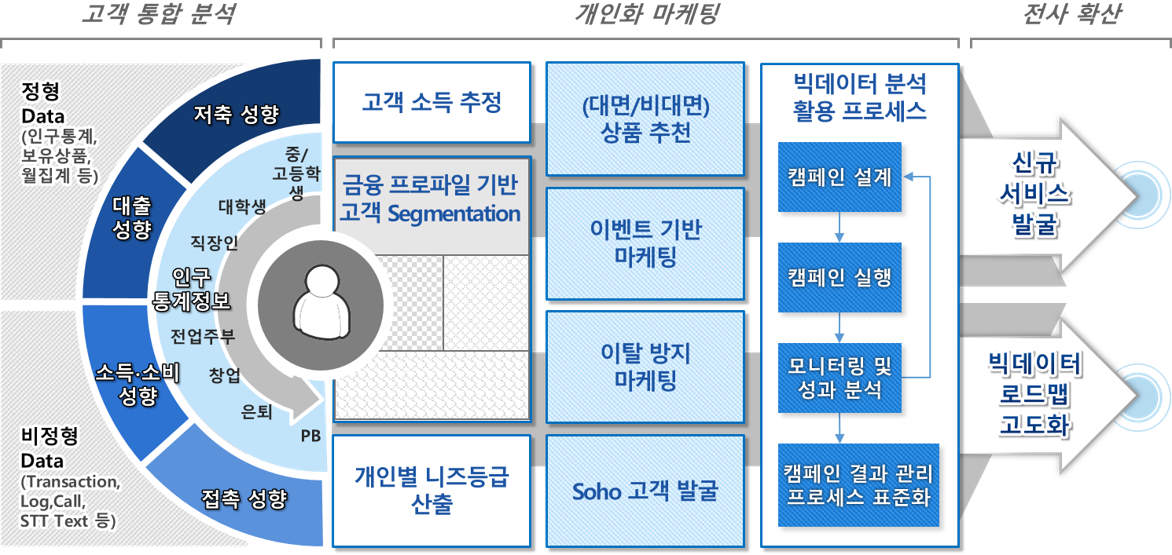 고객 통합 분석
개인화 마케팅
전사 확산
정형
Data
(인구통계,
보유상품,
월집계 등)
비정형
Data
(Transaction,
Log,Call,
STT Text 등)
저축 성향
대출
성향
소득·소비
성향
접촉 성향
중/
고등학
생
대학생
직장인
인구
통계정보
전업주부
창업
은퇴
PB
고객 소득 추정
금융 프로파일 기반
고객 Segmentation
개인별 니즈등급
산출
(대면/비대면)
상품 추천
이벤트 기반
마케팅
이탈 방지
마케팅
Soho 고객 발굴
빅데이터 분석
활용 프로세스
캠페인 설계
캠페인 실행
모니터링 및
성과 분석
캠페인 결과 관리
프로세스 표준화
신규
서비스
발굴
빅데이터
로드맵
고도화